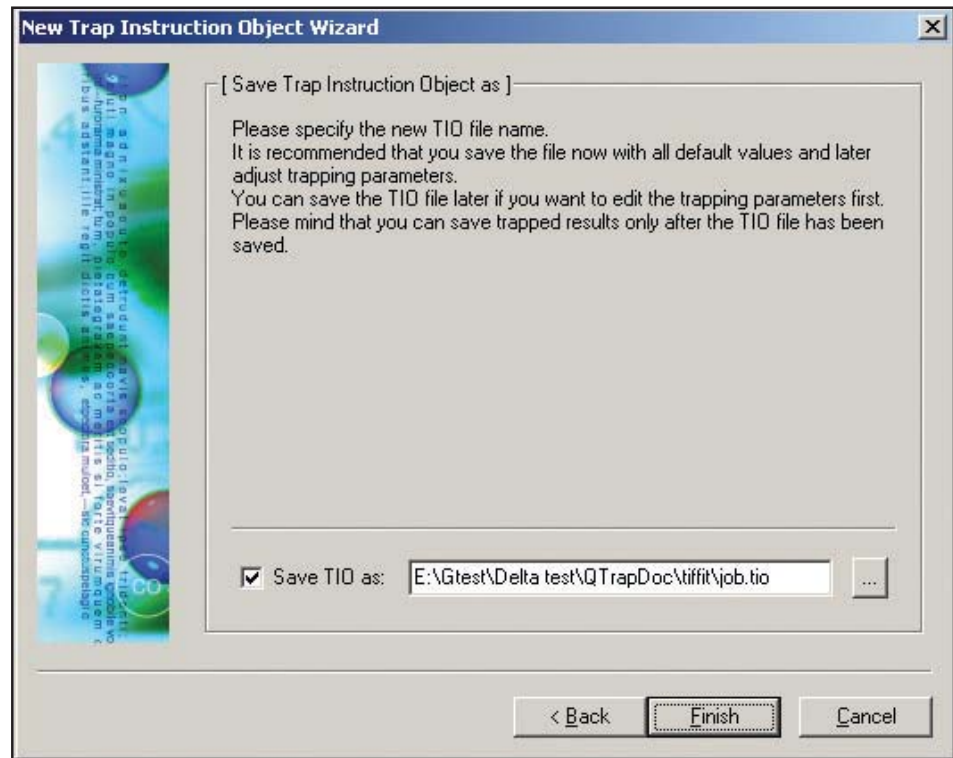 New Trap Instruction Object Wizard
[ Save Trap Instruction Object as ]
Please specify the new TIO file name.
It is recommended that you save the file now with all default values and later
adjust trapping parameters.
You can save the TIO file later if you want to edit the trapping parameters first.
Please mind that you can save trapped results only after the TIO file has been
saved.
Save TIO as: E:\Gtest\Delta test\QTrapDoc\tiffit\job.tio ...
< Back Finish Cancel
CO